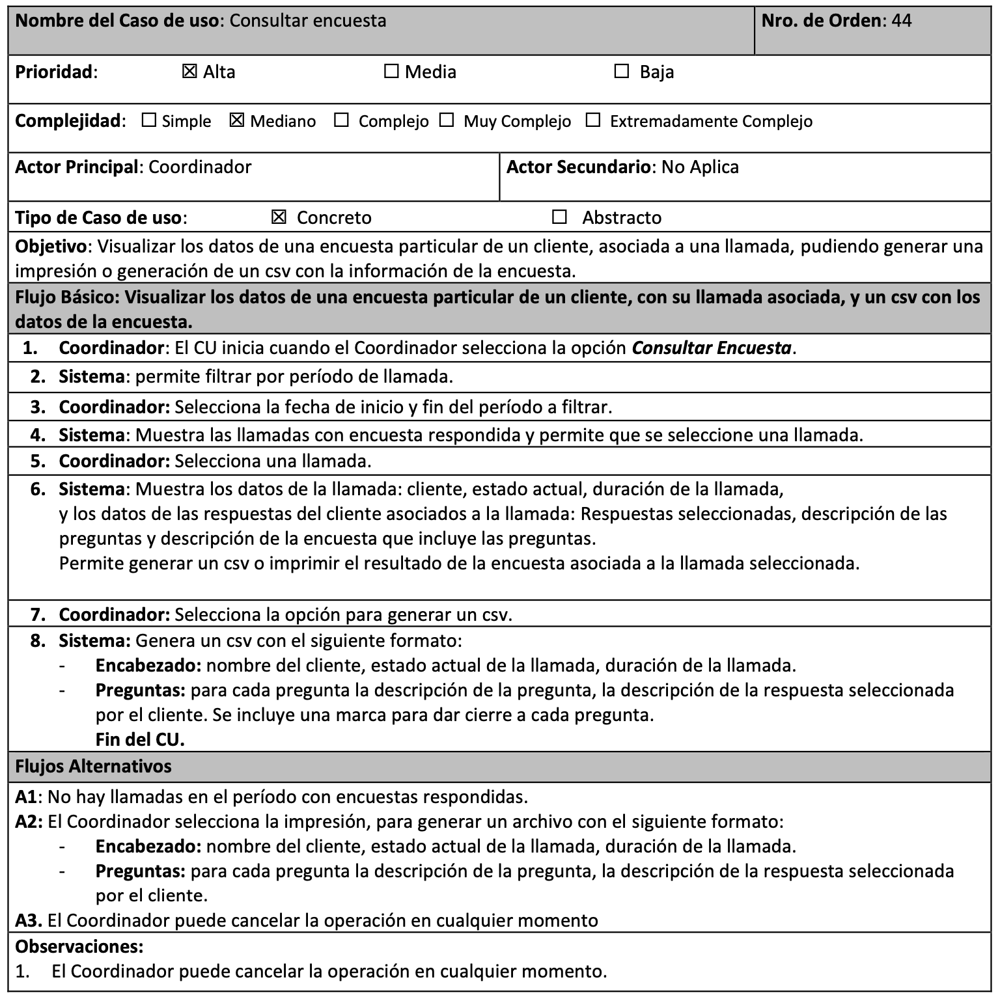 Nombre del Caso de uso: Consultar encuesta
Nro. de Orden: 44
Prioridad: ☒ Alta ☐ Media ☐ Baja
Complejidad: ☐ Simple ☒ Mediano ☐ Complejo ☐ Muy Complejo ☐ Extremadamente Complejo
Actor Principal: Coordinador
Actor Secundario: No Aplica
Tipo de Caso de uso: ☒ Concreto ☐ Abstracto
Objetivo: Visualizar los datos de una encuesta particular de un cliente, asociada a una llamada, pudiendo generar una
impresión o generación de un csv con la información de la encuesta.
Flujo Básico: Visualizar los datos de una encuesta particular de un cliente, con su llamada asociada, y un csv con los
datos de la encuesta.
1. Coordinador: El CU inicia cuando el Coordinador selecciona la opción Consultar Encuesta.
2. Sistema: permite filtrar por período de llamada.
3. Coordinador: Selecciona la fecha de inicio y fin del período a filtrar.
4. Sistema: Muestra las llamadas con encuesta respondida y permite que se seleccione una llamada.
5. Coordinador: Selecciona una llamada.
6. Sistema: Muestra los datos de la llamada: cliente, estado actual, duración de la llamada,
y los datos de las respuestas del cliente asociados a la llamada: Respuestas seleccionadas, descripción de las
preguntas y descripción de la encuesta que incluye las preguntas.
Permite generar un csv o imprimir el resultado de la encuesta asociada a la llamada seleccionada.
7. Coordinador: Selecciona la opción para generar un csv.
8. Sistema: Genera un csv con el siguiente formato:
- Encabezado: nombre del cliente, estado actual de la llamada, duración de la llamada.
- Preguntas: para cada pregunta la descripción de la pregunta, la descripción de la respuesta seleccionada
por el cliente. Se incluye una marca para dar cierre a cada pregunta.
Fin del CU.
Flujos Alternativos
A1: No hay llamadas en el período con encuestas respondidas.
A2: El Coordinador selecciona la impresión, para generar un archivo con el siguiente formato:
- Encabezado: nombre del cliente, estado actual de la llamada, duración de la llamada.
- Preguntas: para cada pregunta la descripción de la pregunta, la descripción de la respuesta seleccionada
por el cliente.
A3. El Coordinador puede cancelar la operación en cualquier momento
Observaciones:
1. El Coordinador puede cancelar la operación en cualquier momento.